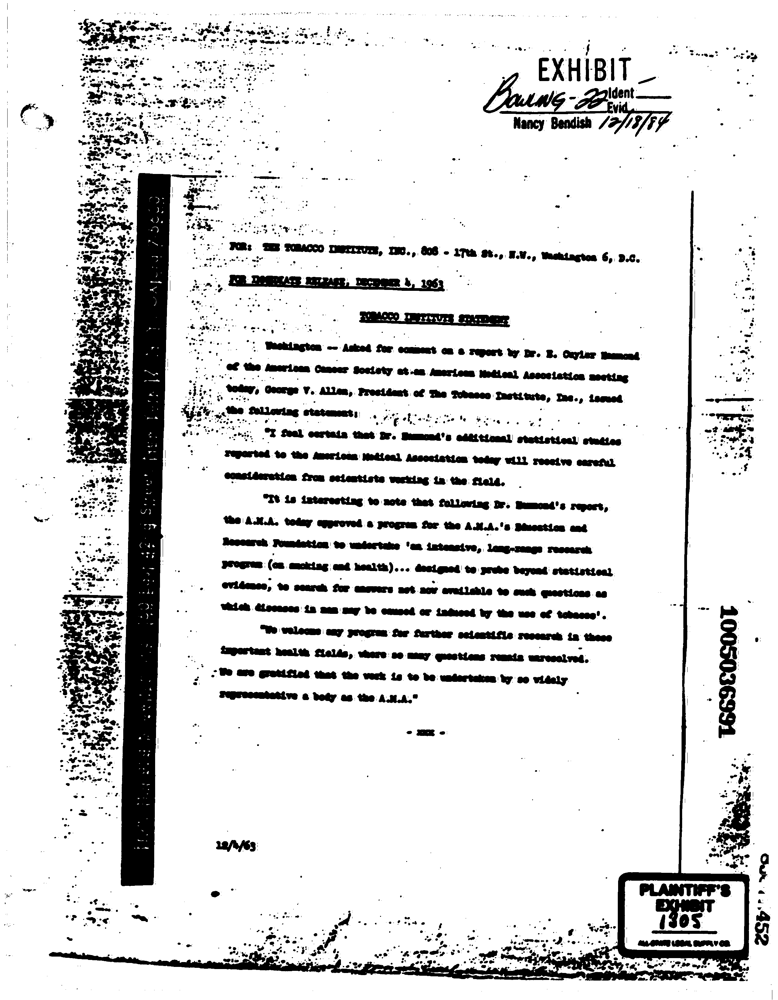 EXHIBIT
Bowling-22 Ident
Evid.
Nancy Bendish 12/18/84
FOR: THE TOBACCO INSTITUTE, INC., 808 - 17th St., N.W., Washington 6, D.C.
FOR IMMEDIATE RELEASE, DECEMBER 4, 1963
TOBACCO INSTITUTE STATEMENT
Washington -- Asked for comment on a report by Dr. E. Cuyler Hammond
of the American Cancer Society at an American Medical Association meeting
today, George V. Allen, President of The Tobacco Institute, Inc., issued
the following statement:
"I feel certain that Dr. Hammond's additional statistical studies
reported to the American Medical Association today will receive careful
consideration from scientists working in the field.
"It is interesting to note that following Dr. Hammond's report,
the A.M.A. today approved a program for the A.M.A.'s Education and
Research Foundation to undertake 'an intensive, long-range research
program (on smoking and health)... designed to probe beyond statistical
evidence, to search for answers not now available to such questions as
which diseases in man may be caused or induced by the use of tobacco'.
"We welcome any program for further scientific research in these
important health fields, where so many questions remain unresolved.
We are gratified that the work is to be undertaken by so widely
representative a body as the A.M.A."
- XXX -
12/4/63
1005036991
PLAINTIFF'S
EXHIBIT
1305
ALL-STATE LEGAL SUPPLY CO.
452